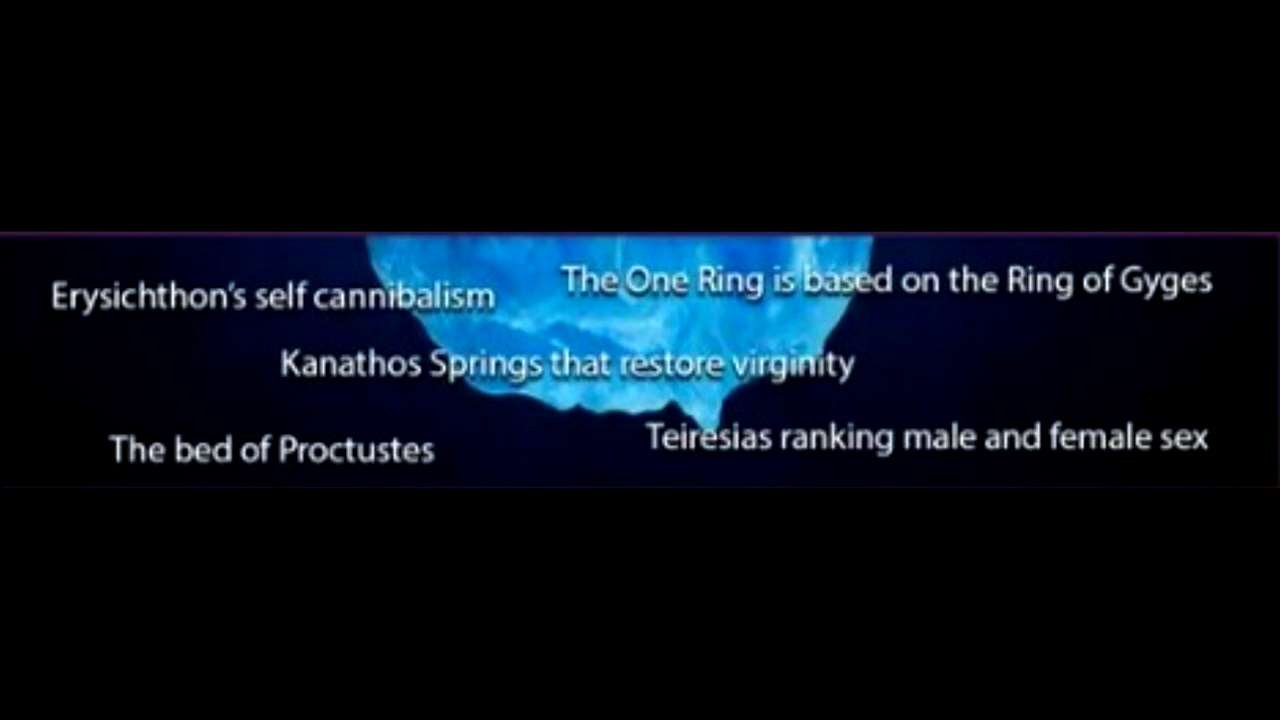 Erysichthon's self cannibalism
The One Ring is based on the Ring of Gyges
Kanathos Springs that restore virginity
The bed of Proctustes
Teiresias ranking male and female sex